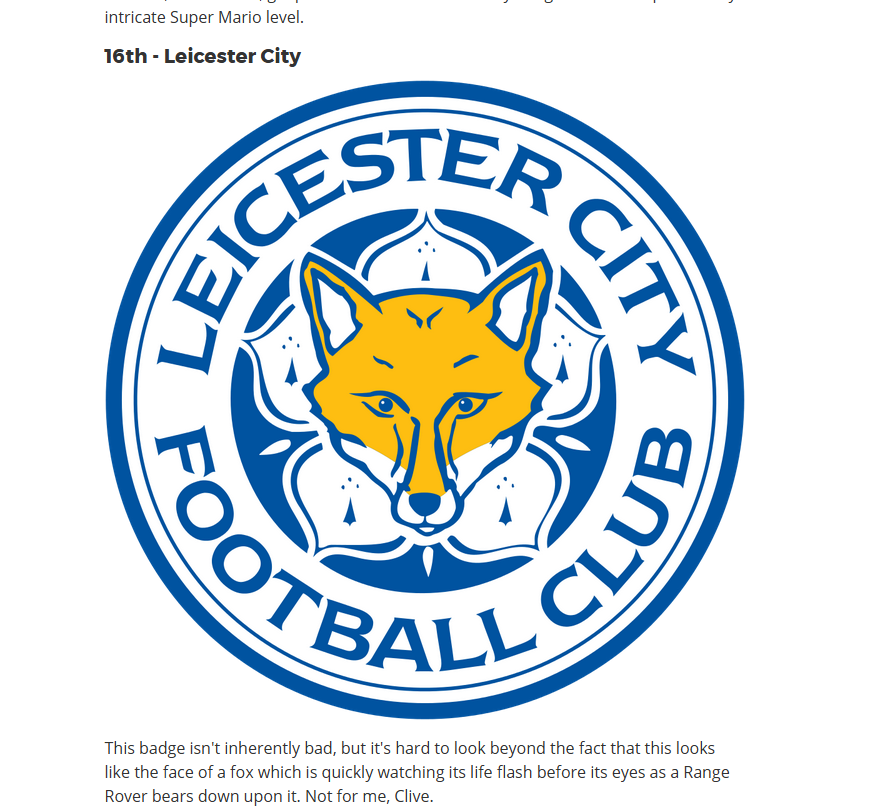 intricate Super Mario level.
16th - Leicester City
LEICESTER CITY
FOOTBALL CLUB
This badge isn't inherently bad, but it's hard to look beyond the fact that this looks
like the face of a fox which is quickly watching its life flash before its eyes as a Range
Rover bears down upon it. Not for me, Clive.